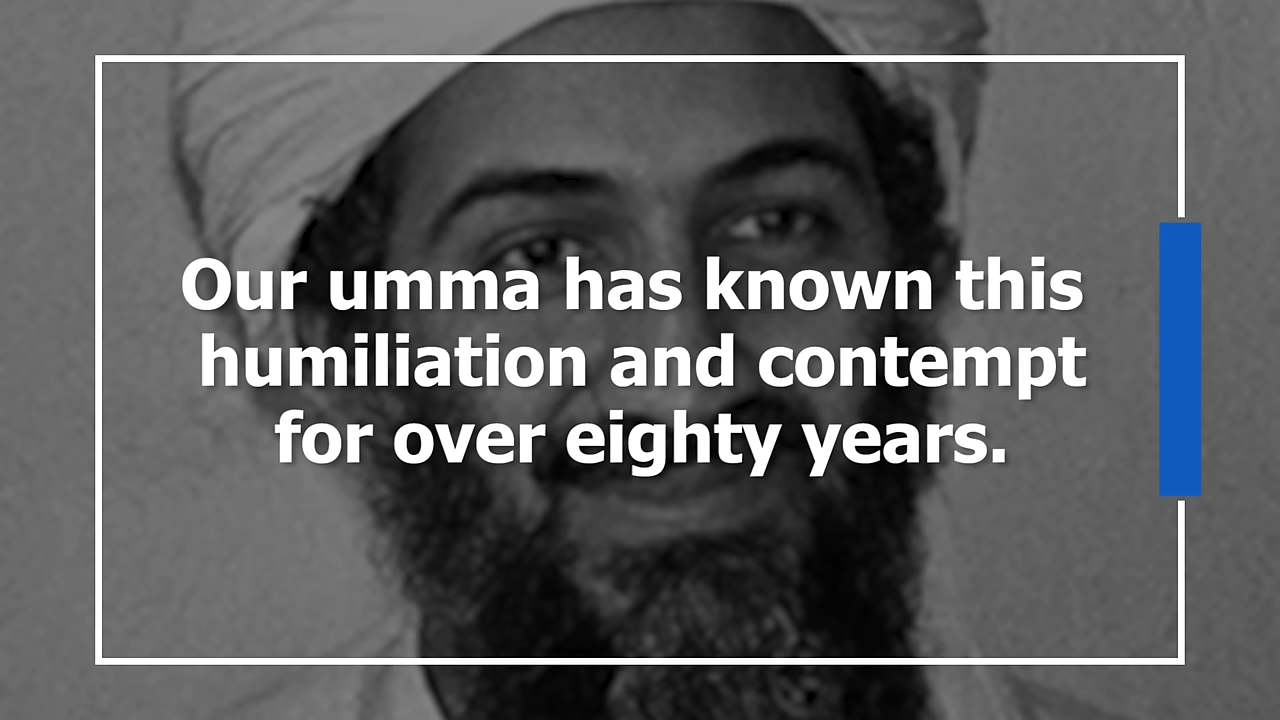 Our umma has known this
humiliation and contempt
for over eighty years.